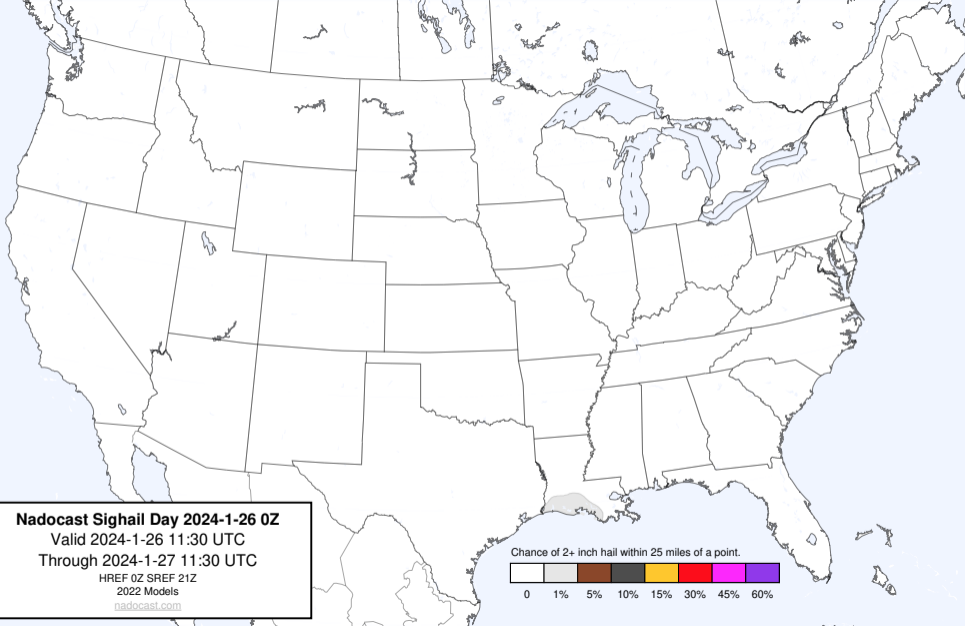 Nadocast Sighail Day 2024-1-26 0Z
Valid 2024-1-26 11:30 UTC
Through 2024-1-27 11:30 UTC
HREF 0Z SREF 21Z
2022 Models
nadocast.com
Chance of 2+ inch hail within 25 miles of a point.
0 1% 5% 10% 15% 30% 45% 60%